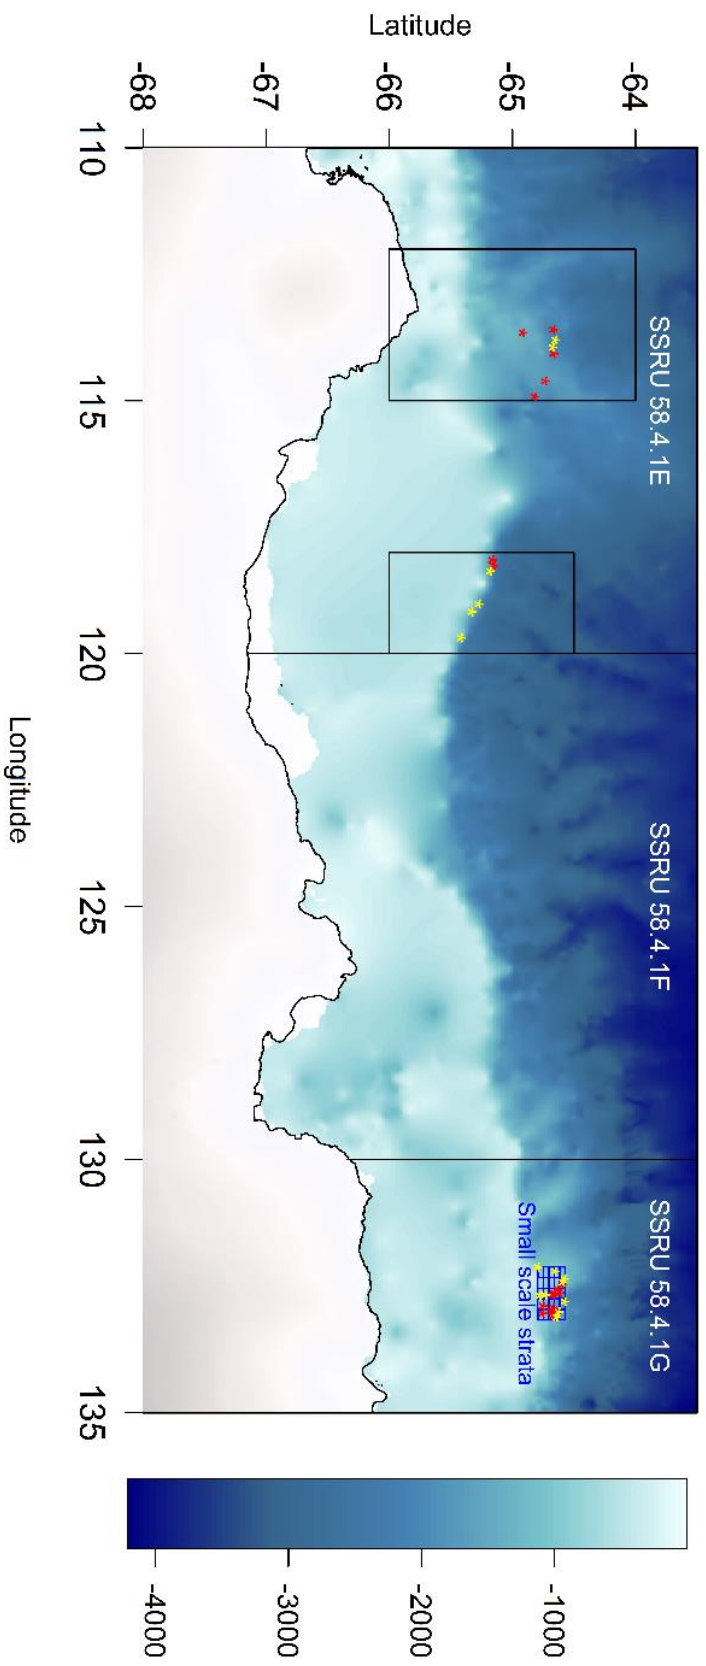 Latitude
-68
-67
-66
-65
-64
110
115
120
125
130
135
Longitude
SSRU 58.4.1E
SSRU 58.4.1F
SSRU 58.4.1G
Small scale strata
-4000
-3000
-2000
-1000